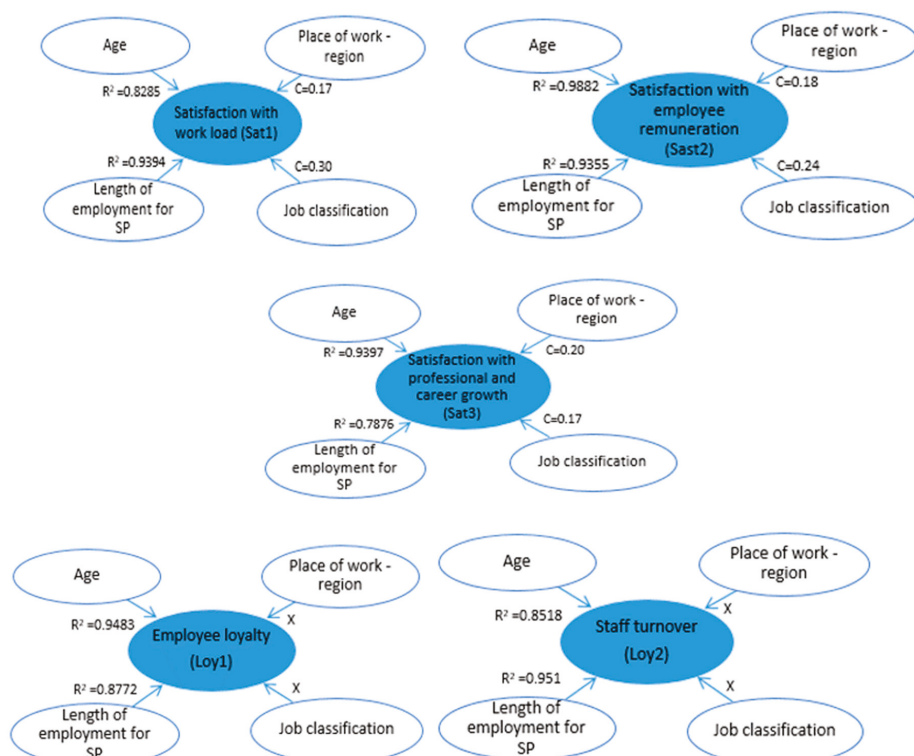 Age
Place of work -
region
R² =0.8285
C=0.17
Satisfaction with
work load (Sat1)
R² =0.9394
C=0.30
Length of
employment for
SP
Job classification
Age
Place of work -
region
R² =0.9882
C=0.18
Satisfaction with
employee
remuneration
(Sast2)
R² =0.9355
C=0.24
Length of
employment for
SP
Job classification
Age
Place of work -
region
R² =0.9397
C=0.20
Satisfaction with
professional and
career growth
(Sat3)
R² =0.7876
C=0.17
Length of
employment for
SP
Job classification
Age
Place of work -
region
R² =0.9483
X
Employee loyalty
(Loy1)
R² =0.8772
X
Length of
employment for
SP
Job classification
Age
Place of work -
region
R² =0.8518
X
Staff turnover
(Loy2)
R² =0.951
X
Length of
employment for
SP
Job classification